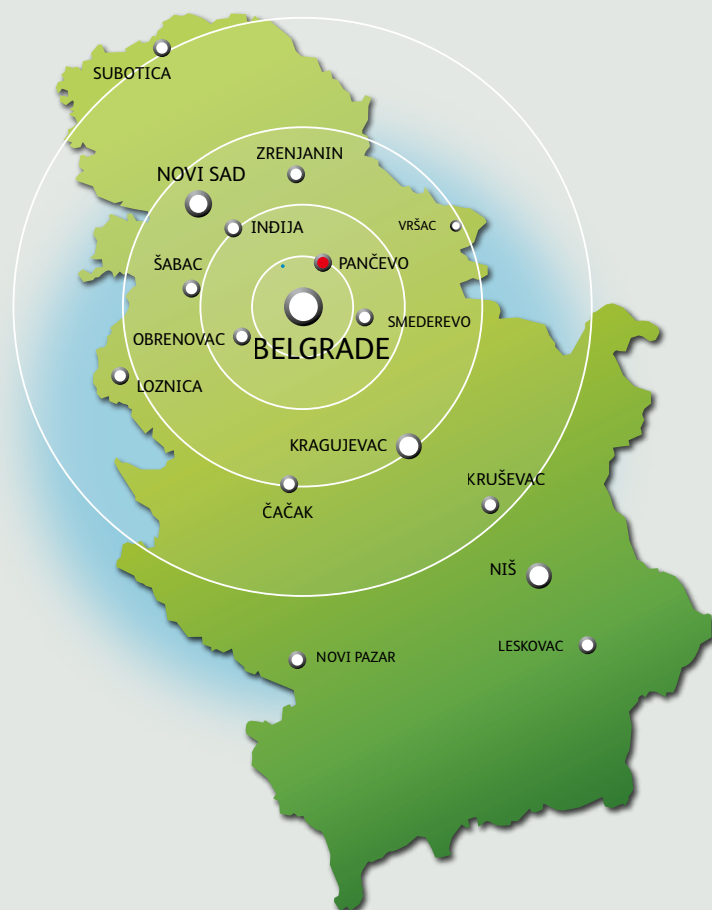 SUBOTICA
ZRENJANIN
NOVI SAD
INĐIJA
VRŠAC
ŠABAC
PANČEVO
SMEDEREVO
OBRENOVAC
BELGRADE
LOZNICA
KRAGUJEVAC
KRUŠEVAC
ČAČAK
NIŠ
LESKOVAC
NOVI PAZAR